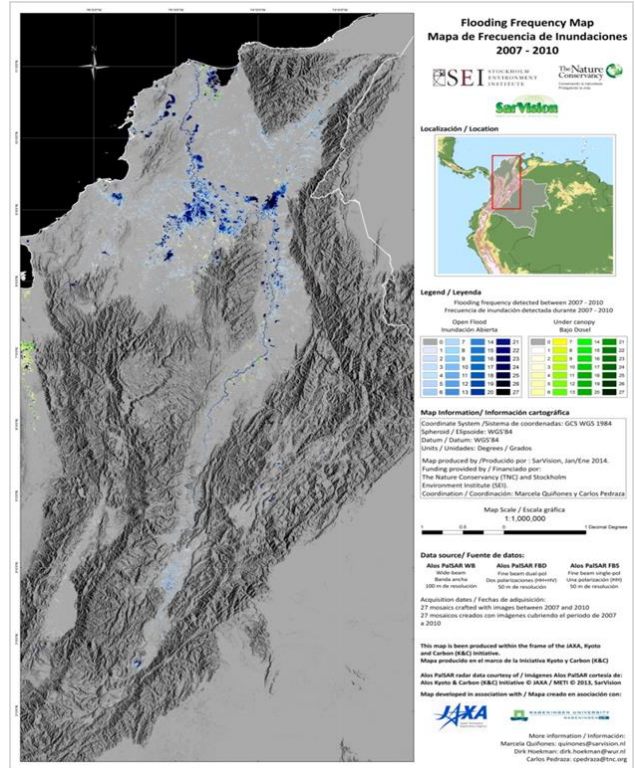 Flooding Frequency Map
Mapa de Frecuencia de Inundaciones
2007 - 2010
SEI STOCKHOLM
ENVIRONMENT
INSTITUTE
The Nature
Conservancy
SarVision
Localización / Location
Legend / Leyenda
Flooding frequency detected between 2007 - 2010
Frecuencia de inundación detectada durante 2007 - 2010
Open Flood
Inundación Abierta
Under canopy
Bajo Dosel
0 7 14 21
1 8 15 22
2 9 16 23
3 10 17 24
4 11 18 25
5 12 19 26
6 13 20 27
0 7 14 21
1 8 15 22
2 9 16 23
3 10 17 24
4 11 18 25
5 12 19 26
6 13 20 27
Map Information/ Información cartográfica
Coordinate System /Sistema de coordenadas: GCS WGS 1984
Spheroid / Elipsoide: WGS'84
Datum / Datum: WGS'84
Units / Unidades: Degrees / Grados
Map produced by /Producido por : SarVision, Jan/Ene 2014.
Funding provided by / Financiado por:
The Nature Conservancy (TNC) and Stockholm
Environment Institute (SEI).
Coordination / Coordinación: Marcela Quiñones y Carlos Pedraza
Map Scale / Escala gráfica
1:1,000,000
1 0.5 0 1 Decimal Degrees
Data source/ Fuente de datos:
Alos PalSAR WB
Wide-beam
Banda ancha
100 m de resolución
Alos PalSAR FBD
Fine beam dual-pol
Dos polarizaciones (HH+HV)
50 m de resolución
Alos PalSAR FBS
Fine beam single-pol
Una polarización (HH)
50 m de resolución
Acquisition dates / Fechas de adquisición:
27 mosaics crafted with images between 2007 and 2010
27 mosaicos creados con imágenes cubriendo el periodo de 2007
a 2010
This map is been produced within the frame of the JAXA, Kyoto
and Carbon (K&C) Initiative.
Mapa producido en el marco de la Iniciativa Kyoto y Carbon (K&C)
Alos PalSAR radar data courtesy of / Imágenes Alos PalSAR cortesía de:
Alos Kyoto & Carbon (K&C) Initiative © JAXA / METI © 2013, SarVision
Map developed in association with / Mapa creado en asociación con:
JAXA
WAGENINGEN UNIVERSITY
WAGENINGEN UR
More information / Información:
Marcela Quiñones: quinones@sarvision.nl
Dirk Hoekman: dirk.hoekman@wur.nl
Carlos Pedraza: cpedraza@tnc.org